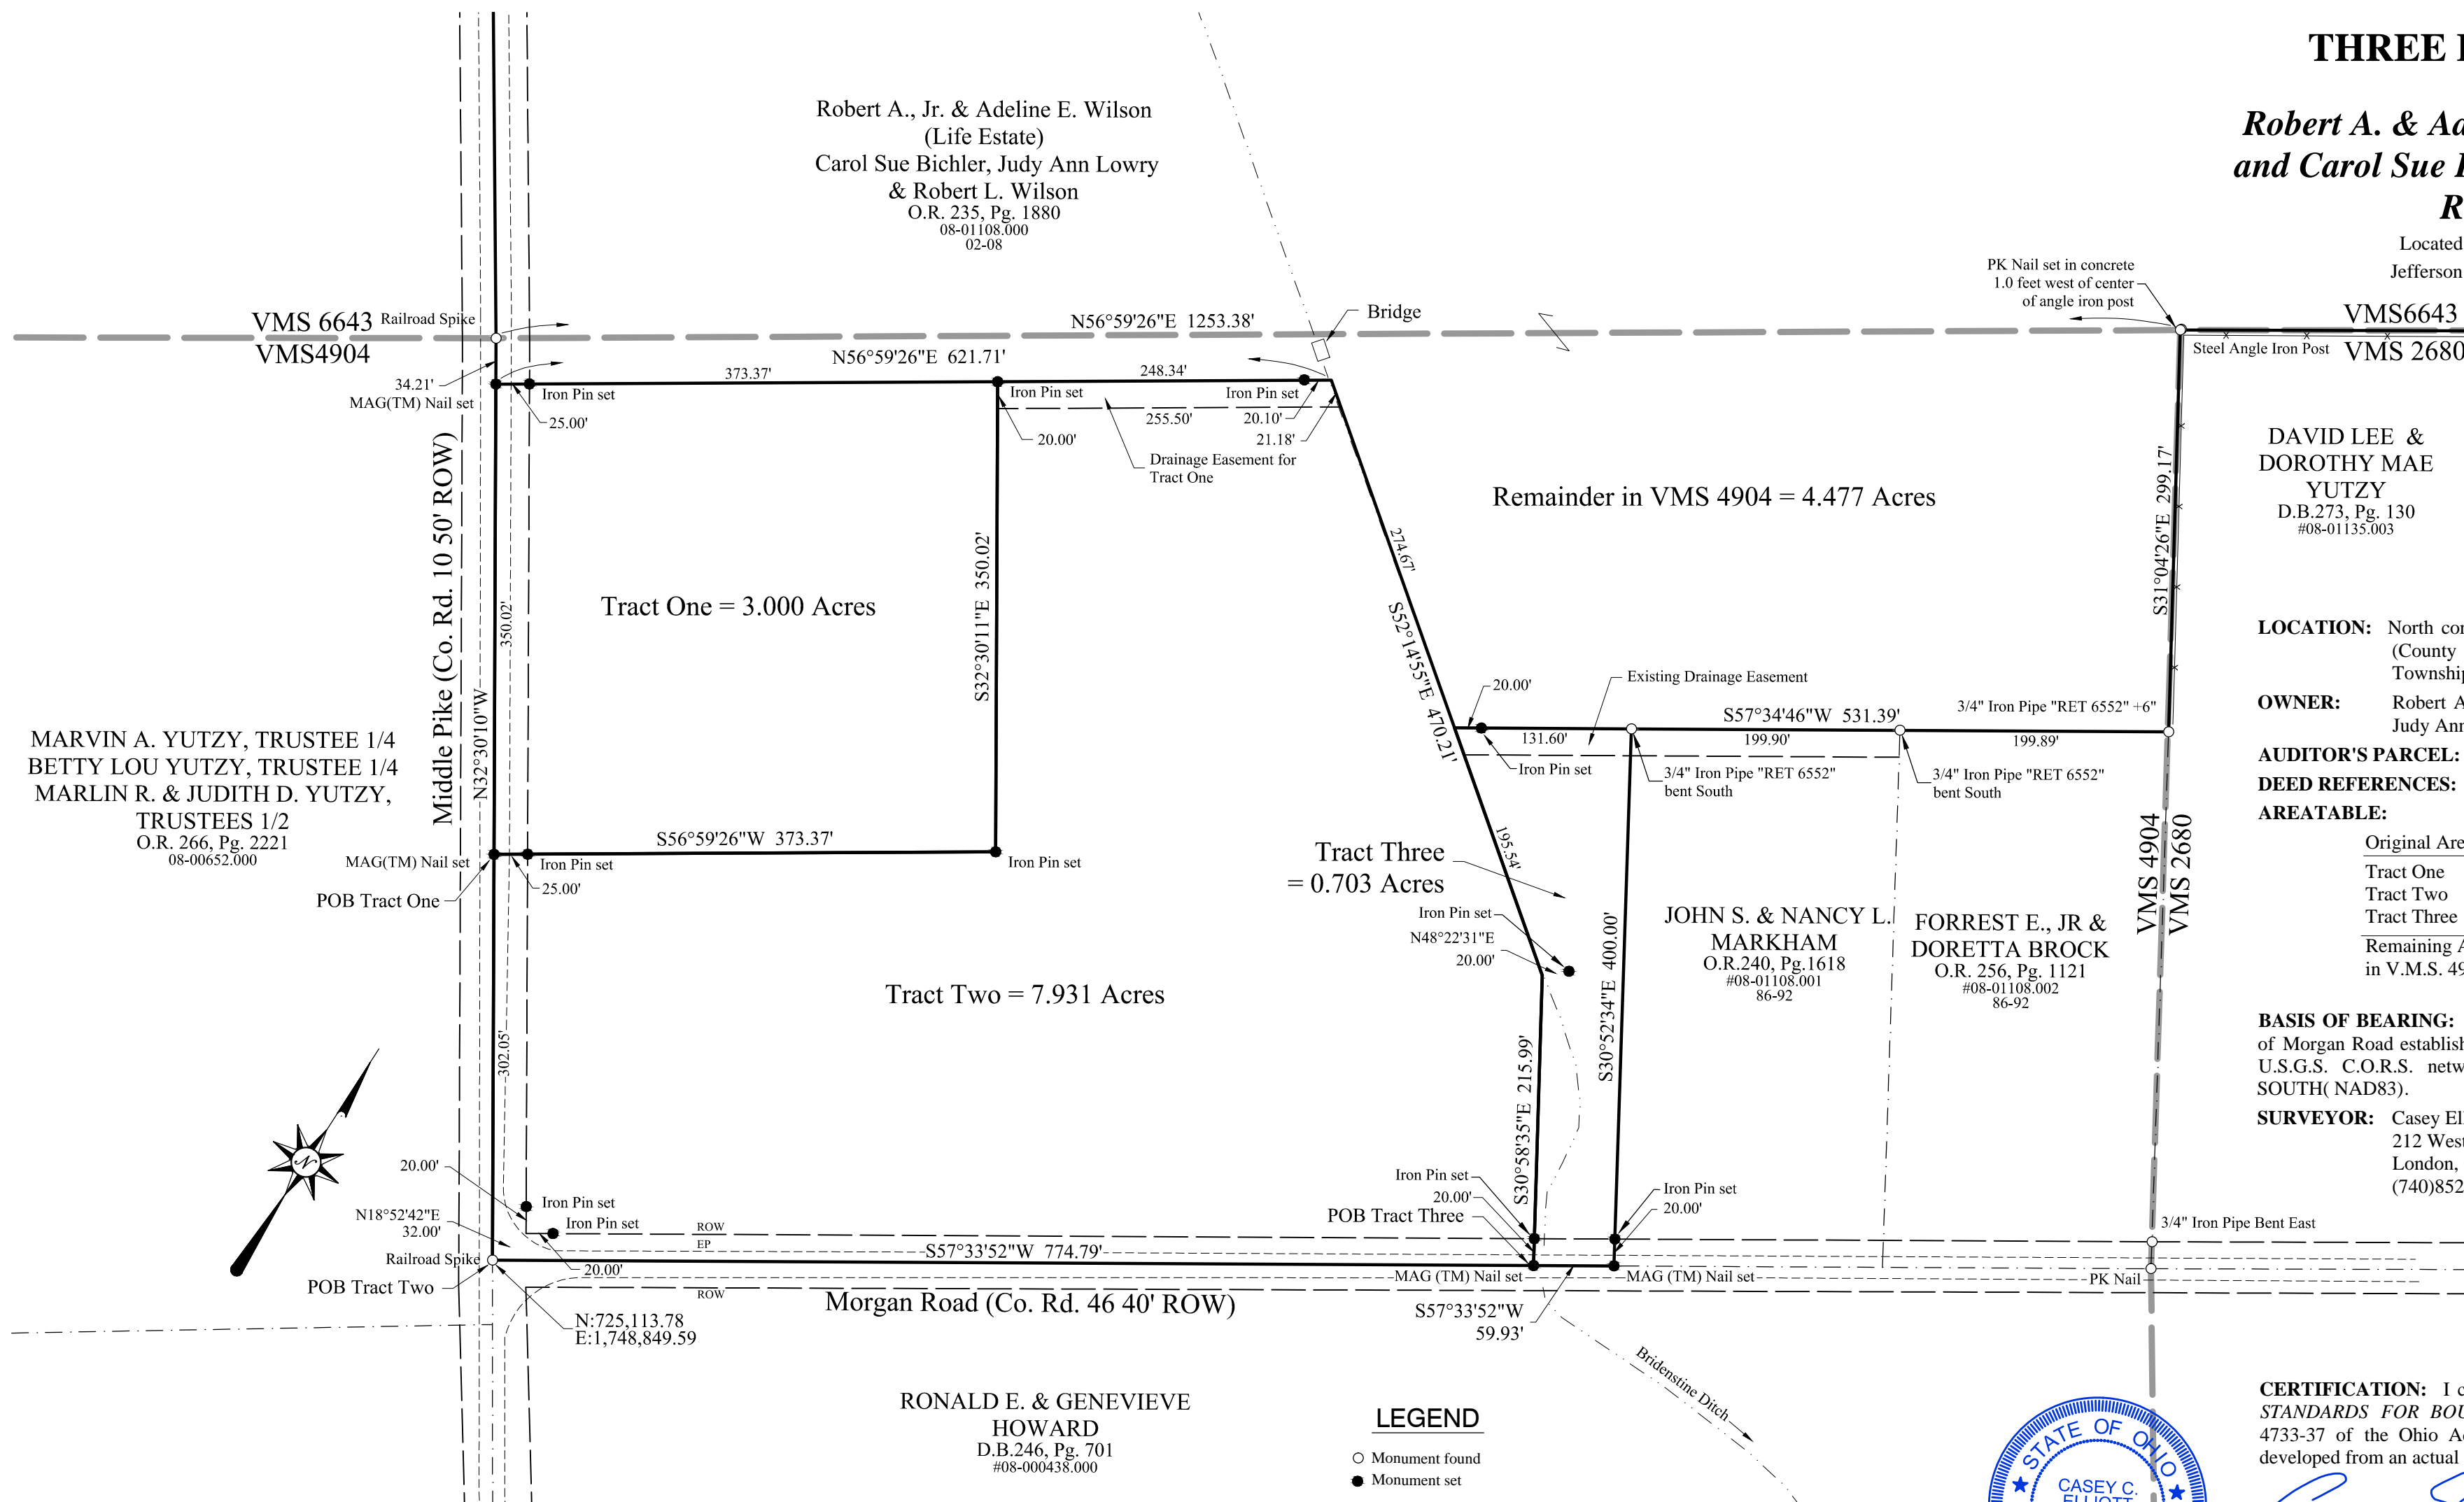 THREE
Robert A. &
and Carol Sue
Located
Jefferson
Robert A., Jr. & Adeline E. Wilson
(Life Estate)
Carol Sue Bichler, Judy Ann Lowry
& Robert L. Wilson
O.R. 235, Pg. 1880
08-01108.000
02-08
PK Nail set in concrete
1.0 feet west of center
of angle iron post
VMS 6643
Railroad Spike
VMS4904
N56°59'26"E 1253.38'
Bridge
VMS6643
Steel Angle Iron Post
VMS 2680
34.21'
MAG(TM) Nail set
Iron Pin set
25.00'
373.37'
N56°59'26"E 621.71'
248.34'
Iron Pin set
Iron Pin set
255.50'
20.10'
20.00'
21.18'
Drainage Easement for
Tract One
DAVID LEE &
DOROTHY MAE
YUTZY
D.B.273, Pg. 130
#08-01135.003
Remainder in VMS 4904 = 4.477 Acres
S31°04'26"E 299.17'
Middle Pike (Co. Rd. 10 50' ROW)
N32°30'10"W
350.02'
Tract One = 3.000 Acres
S32°30'11"E 350.02'
274.67'
S52°14'55"E 470.21'
195.54'
LOCATION: North
(County
OWNER: Robert
Judy
AUDITOR'S PARCEL:
DEED REFERENCES:
AREATABLE:
Original
Tract One
Tract Two
Tract Three
Remaining
in V.M.S.
20.00'
Existing Drainage Easement
S57°34'46"W 531.39'
3/4" Iron Pipe "RET 6552" +6"
131.60'
199.90'
199.89'
Iron Pin set
3/4" Iron Pipe "RET 6552"
bent South
3/4" Iron Pipe "RET 6552"
bent South
MARVIN A. YUTZY, TRUSTEE 1/4
BETTY LOU YUTZY, TRUSTEE 1/4
MARLIN R. & JUDITH D. YUTZY,
TRUSTEES 1/2
O.R. 266, Pg. 2221
08-00652.000
S56°59'26"W 373.37'
MAG(TM) Nail set
Iron Pin set
25.00'
Iron Pin set
POB Tract One
Tract Three
= 0.703 Acres
Iron Pin set
N48°22'31"E
20.00'
JOHN S. & NANCY L.
MARKHAM
O.R.240, Pg.1618
#08-01108.001
86-92
FORREST E., JR &
DORETTA BROCK
O.R. 256, Pg. 1121
#08-01108.002
86-92
VMS 4904
VMS 2680
Tract Two = 7.931 Acres
302.05'
S30°58'35"E 215.99'
S30°52'34"E 400.00'
BASIS OF BEARING:
of Morgan Road
U.S.G.S. C.O.R.S.
SOUTH( NAD83).
SURVEYOR: Casey
212
London,
N
20.00'
Iron Pin set
N18°52'42"E
32.00'
Iron Pin set
ROW
EP
Railroad Spike
S57°33'52"W 774.79'
20.00'
POB Tract Two
ROW
N:725,113.78
E:1,748,849.59
Morgan Road (Co. Rd. 46 40' ROW)
Iron Pin set
20.00'
POB Tract Three
Iron Pin set
20.00'
MAG (TM) Nail set
MAG (TM) Nail set
S57°33'52"W
59.93'
3/4" Iron Pipe Bent East
PK Nail
Bridenstine Ditch
RONALD E. & GENEVIEVE
HOWARD
D.B.246, Pg. 701
#08-000438.000
LEGEND
Monument found
Monument set
STATE OF OHIO
CASEY C.
ELLIOTT
CERTIFICATION: I
STANDARDS FOR
4733-37 of the Ohio
developed from an actual